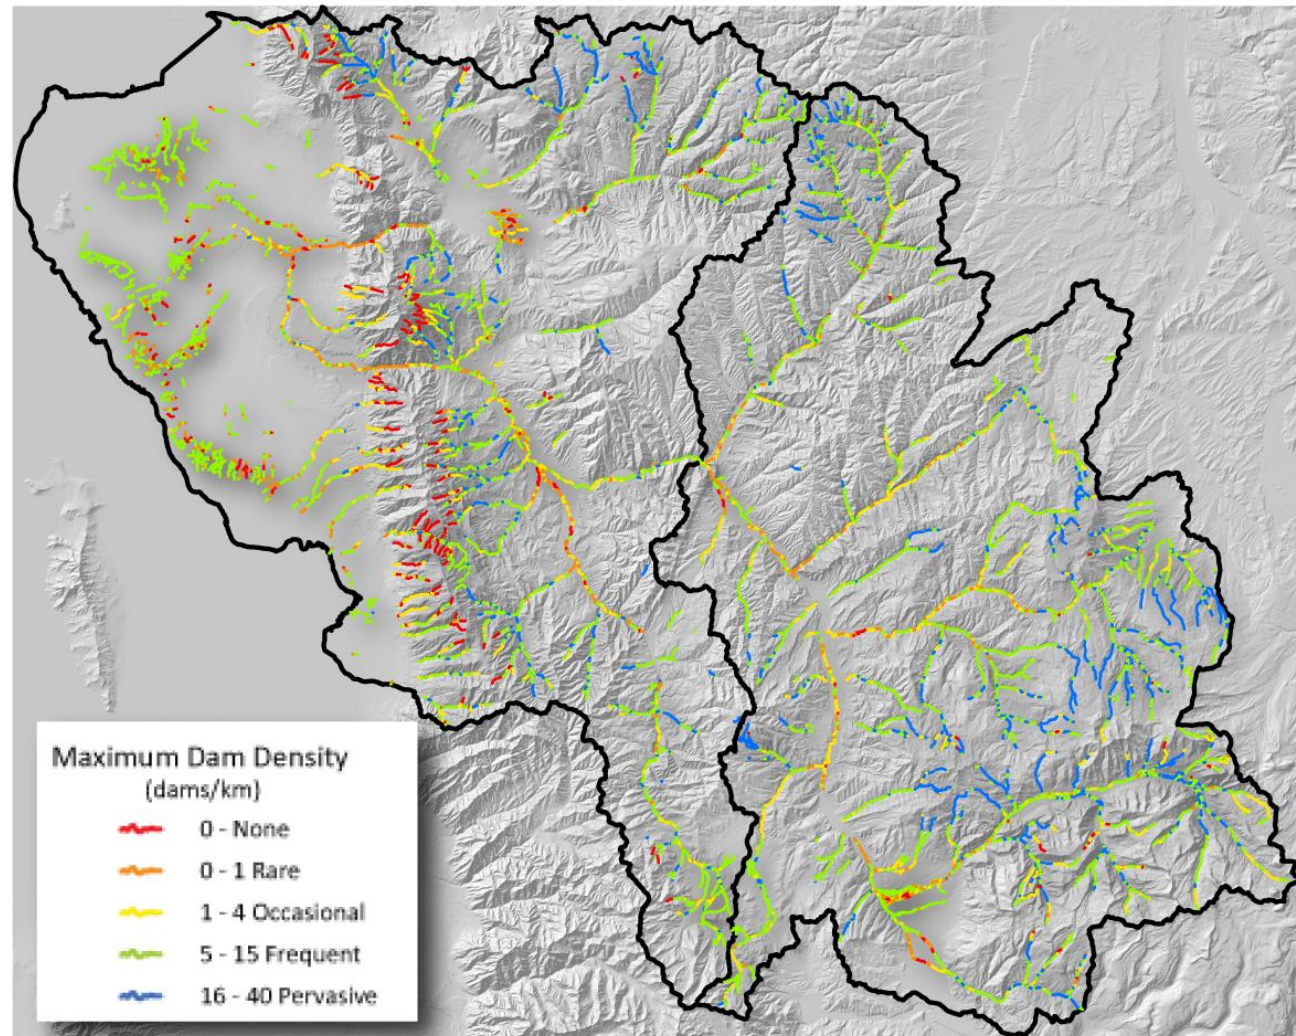 Maximum Dam Density
(dams/km)
0 - None
0 - 1 Rare
1 - 4 Occasional
5 - 15 Frequent
16 - 40 Pervasive